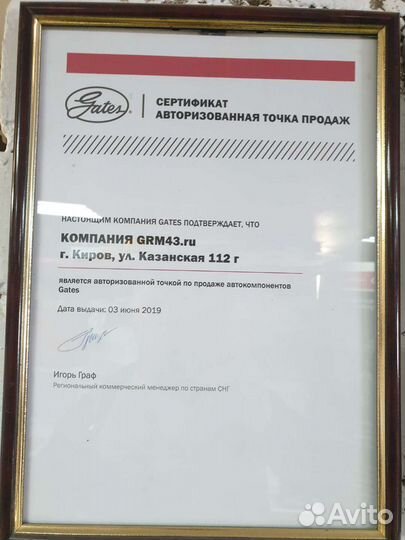 Gates
СЕРТИФИКАТ
АВТОРИЗОВАННАЯ ТОЧКА ПРОДАЖ
НАСТОЯЩИМ КОМПАНИЯ GATES ПОДТВЕРЖДАЕТ, ЧТО
КОМПАНИЯ GRM43.ru
г. Киров, ул. Казанская 112 г
является авторизованной точкой по продаже автокомпонентов
Gates
Дата выдачи: 03 июня 2019
Игорь Граф
Региональный коммерческий менеджер по странам СНГ
Avito